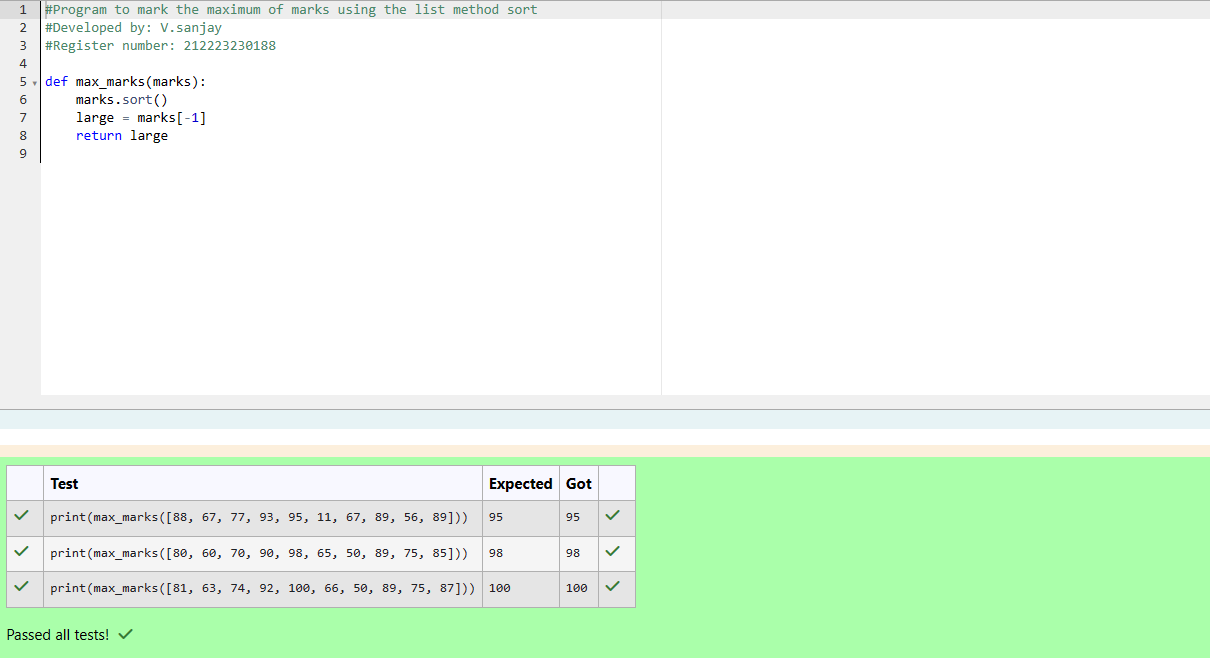 1 #Program to mark the maximum of marks using the list method sort
2 #Developed by: V.sanjay
3 #Register number: 212223230188
4
5 def max_marks(marks):
6     marks.sort()
7     large = marks[-1]
8     return large
9
Test Expected Got
print(max_marks([88, 67, 77, 93, 95, 11, 67, 89, 56, 89])) 95 95
print(max_marks([80, 60, 70, 90, 98, 65, 50, 89, 75, 85])) 98 98
print(max_marks([81, 63, 74, 92, 100, 66, 50, 89, 75, 87])) 100 100
Passed all tests!